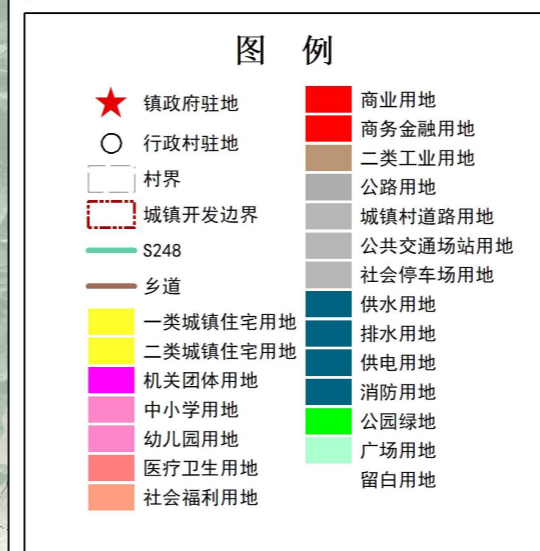 图 例
镇政府驻地
行政村驻地
村界
城镇开发边界
S248
乡道
一类城镇住宅用地
二类城镇住宅用地
机关团体用地
中小学用地
幼儿园用地
医疗卫生用地
社会福利用地
商业用地
商务金融用地
二类工业用地
公路用地
城镇村道路用地
公共交通场站用地
社会停车场用地
供水用地
排水用地
供电用地
消防用地
公园绿地
广场用地
留白用地